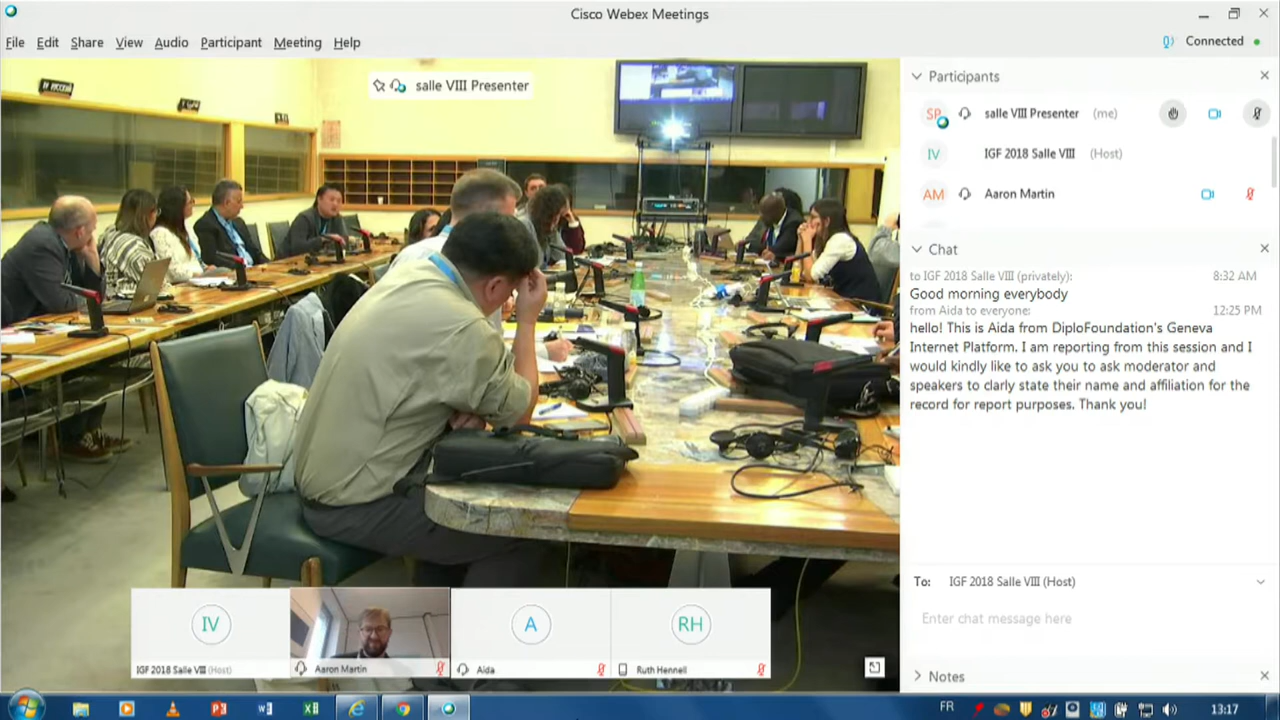 Cisco Webex Meetings
File Edit Share View Audio Participant Meeting Help
Connected
salle VIII Presenter
Participants
SP salle VIII Presenter (me)
IV IGF 2018 Salle VIII (Host)
AM Aaron Martin
Chat
to IGF 2018 Salle VIII (privately): 8:32 AM
Good morning everybody
from Aida to everyone: 12:25 PM
hello! This is Aida from DiploFoundation's Geneva
Internet Platform. I am reporting from this session and I
would kindly like to ask you to ask moderator and
speakers to clarly state their name and affiliation for the
record for report purposes. Thank you!
To: IGF 2018 Salle VIII (Host)
Enter chat message here
Notes
IV
IGF 2018 Salle VIII (Host)
Aaron Martin
A
Aida
RH
Ruth Hennell
FR
13:17